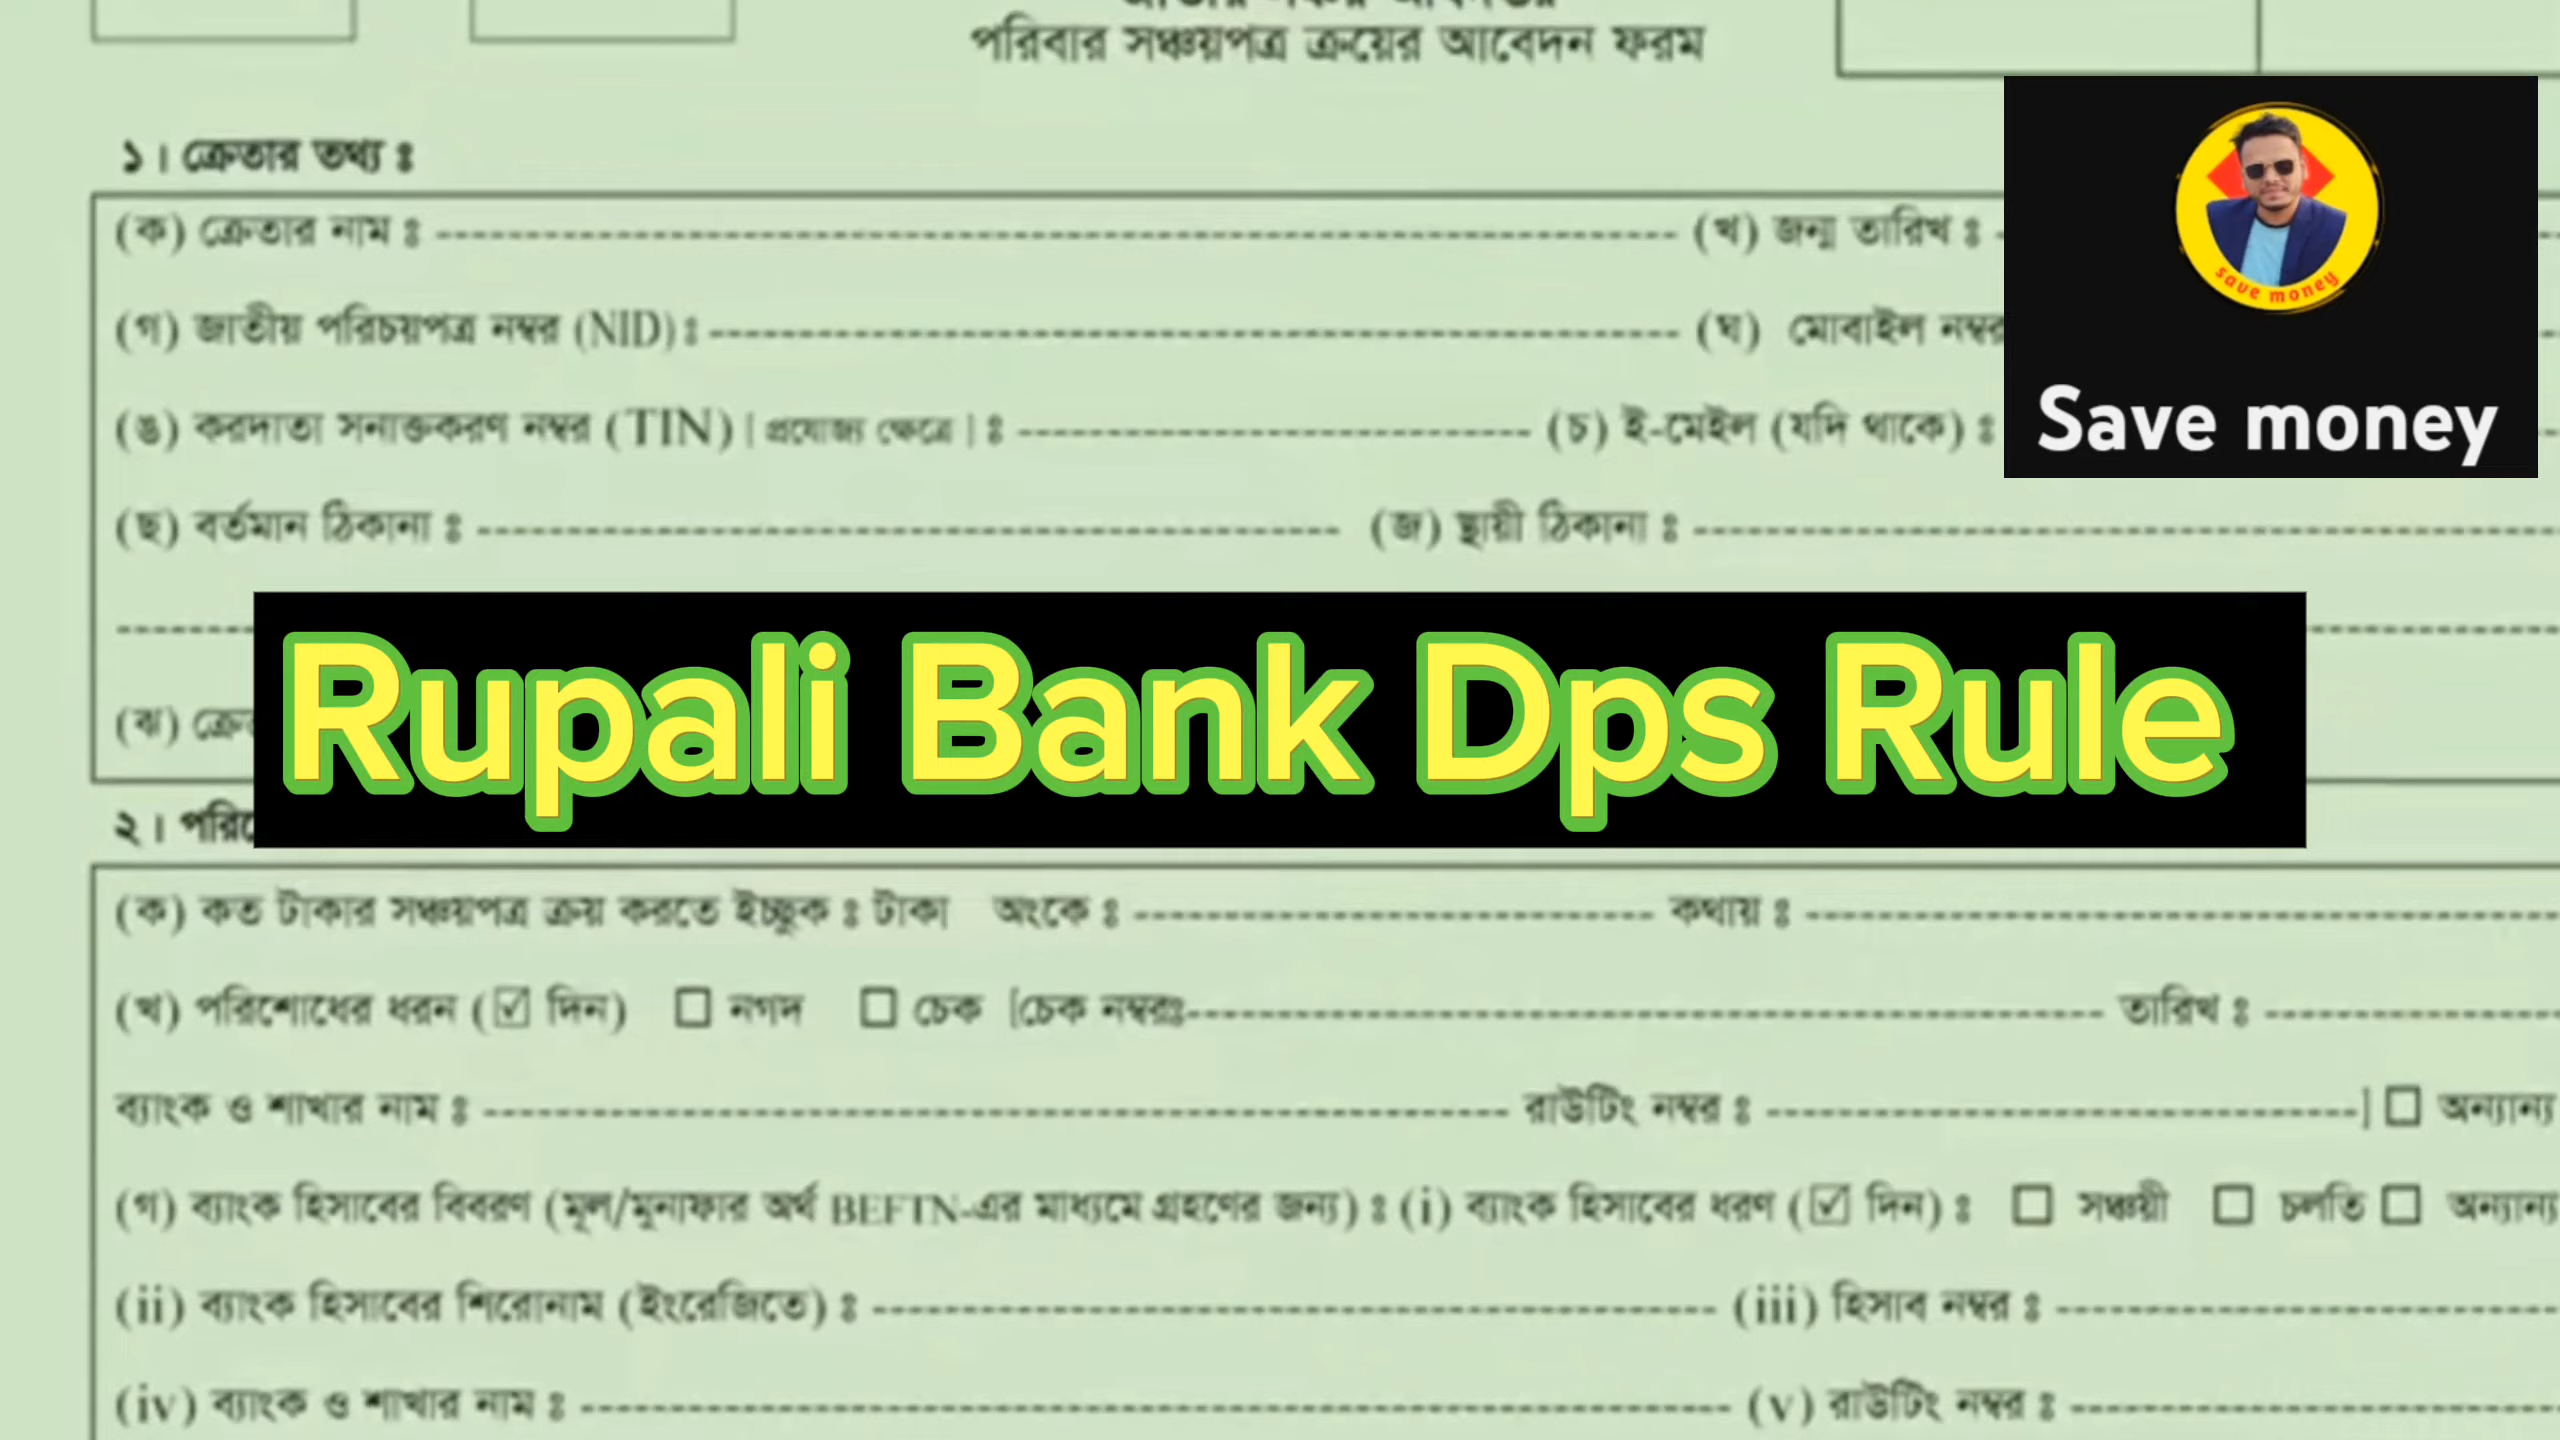 পরিবার সঞ্চয়পত্র ক্রয়ের আবেদন ফরম
১। ক্রেতার তথ্য ঃ
(ক) ক্রেতার নাম ঃ (খ) জন্ম তারিখ ঃ
(গ) জাতীয় পরিচয়পত্র নম্বর (NID) ঃ (ঘ) মোবাইল নম্বর
(ঙ) করদাতা সনাক্তকরণ নম্বর (TIN) [প্রযোজ্য ক্ষেত্রে] ঃ (চ) ই-মেইল (যদি থাকে) ঃ
save money
Save money
(ছ) বর্তমান ঠিকানা ঃ (জ) স্থায়ী ঠিকানা ঃ
Rupali Bank Dps Rule
(ঝ)
২।
(ক) কত টাকার সঞ্চয়পত্র ক্রয় করতে ইচ্ছুক ঃ টাকা অংকে ঃ কথায় ঃ
(খ) পরিশোধের ধরন (☑ দিন) ☐ নগদ ☐ চেক [চেক নম্বরঃ তারিখ ঃ
ব্যাংক ও শাখার নাম ঃ রাউটিং নম্বর ঃ ] ☐ অন্যান্য
(গ) ব্যাংক হিসাবের বিবরণ (মূল/মুনাফার অর্থ BEFTN-এর মাধ্যমে গ্রহণের জন্য) ঃ (i) ব্যাংক হিসাবের ধরণ (☑ দিন) ঃ ☐ সঞ্চয়ী ☐ চলতি ☐ অন্যান্য
(ii) ব্যাংক হিসাবের শিরোনাম (ইংরেজিতে) ঃ (iii) হিসাব নম্বর ঃ
(iv) ব্যাংক ও শাখার নাম ঃ (v) রাউটিং নম্বর ঃ